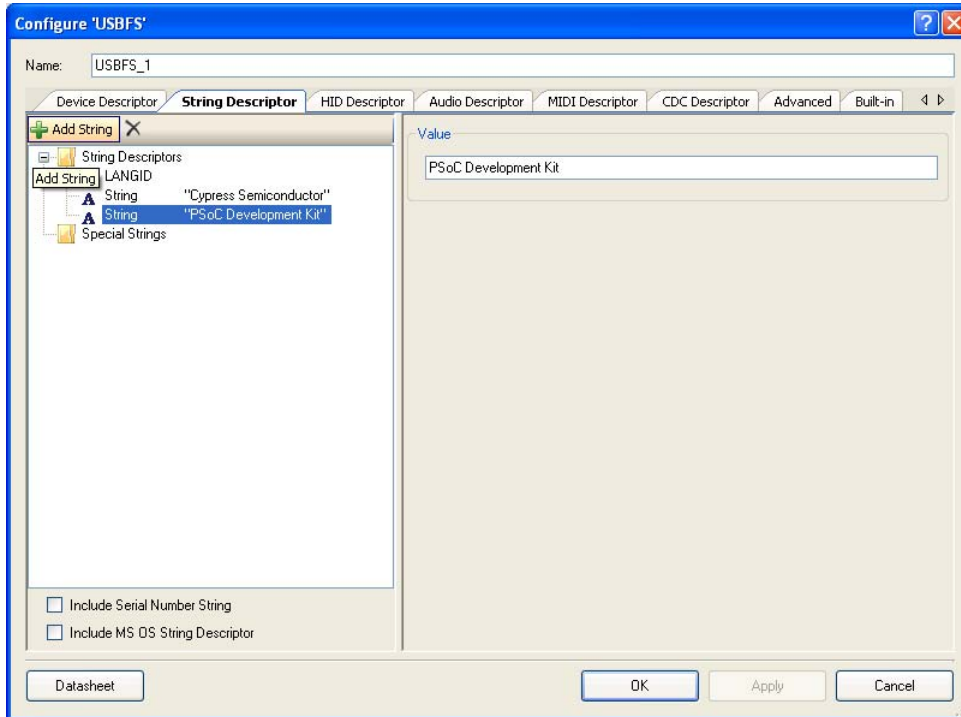 Configure 'USBFS'
Name: USBFS_1
Device Descriptor String Descriptor HID Descriptor Audio Descriptor MIDI Descriptor CDC Descriptor Advanced Built-in
Add String
String Descriptors
Add String LANGID
String "Cypress Semiconductor"
String "PSoC Development Kit"
Special Strings
Value
PSoC Development Kit
Include Serial Number String
Include MS OS String Descriptor
Datasheet OK Apply Cancel